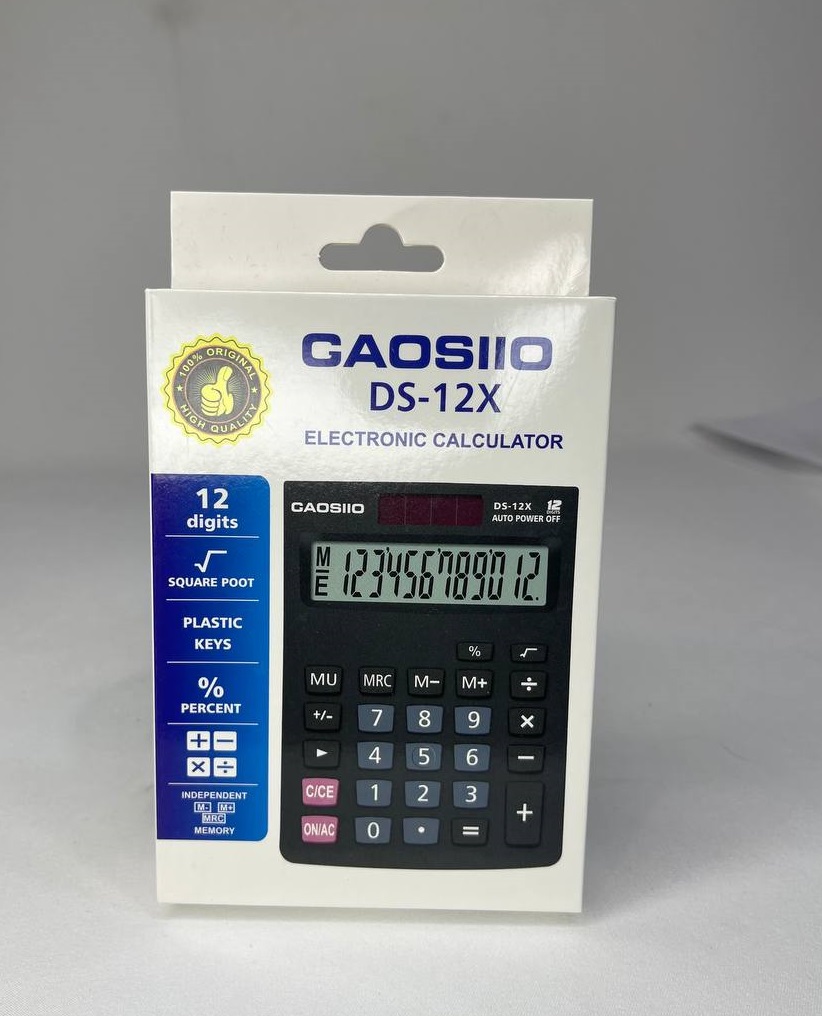 GAOSIIO
DS-12X
ELECTRONIC CALCULATOR
100% ORIGINAL
HIGH QUALITY
12
digits
√
SQUARE POOT
PLASTIC
KEYS
%
PERCENT
+ −
× ÷
INDEPENDENT
M- M+
MRC
MEMORY
GAOSIIO
DS-12X 12 DIGITS
AUTO POWER OFF
M
E 123456789012.
% √
MU MRC M− M+ ÷
+/- 7 8 9 ×
► 4 5 6 −
C/CE 1 2 3 +
ON/AC 0 • =